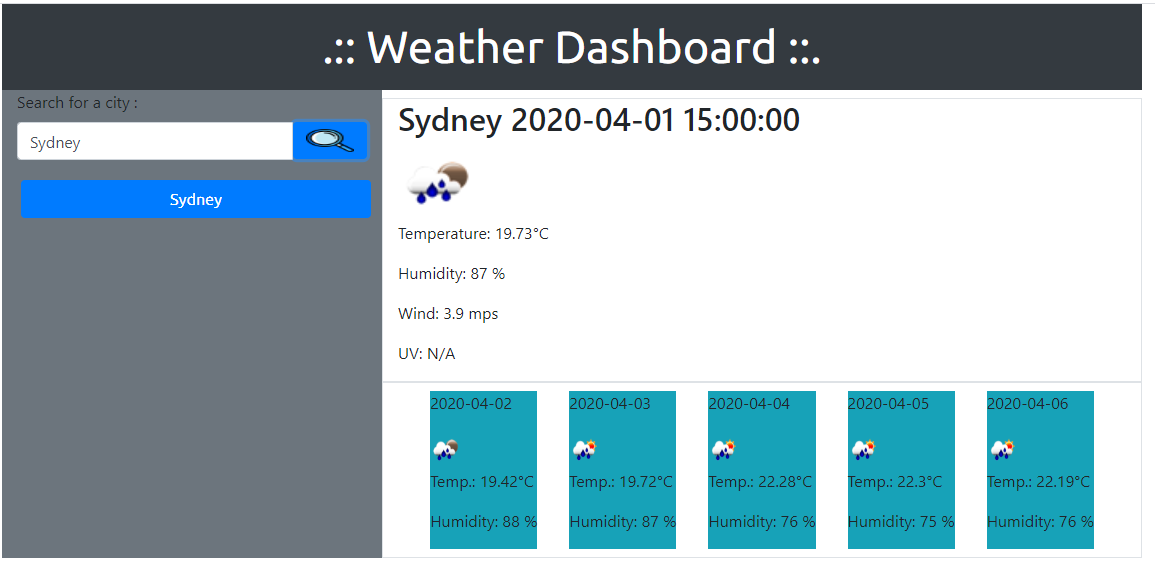 .:: Weather Dashboard ::.
Search for a city :
Sydney
Sydney
Sydney 2020-04-01 15:00:00
Temperature: 19.73°C
Humidity: 87 %
Wind: 3.9 mps
UV: N/A
2020-04-02
Temp.: 19.42°C
Humidity: 88 %
2020-04-03
Temp.: 19.72°C
Humidity: 87 %
2020-04-04
Temp.: 22.28°C
Humidity: 76 %
2020-04-05
Temp.: 22.3°C
Humidity: 75 %
2020-04-06
Temp.: 22.19°C
Humidity: 76 %